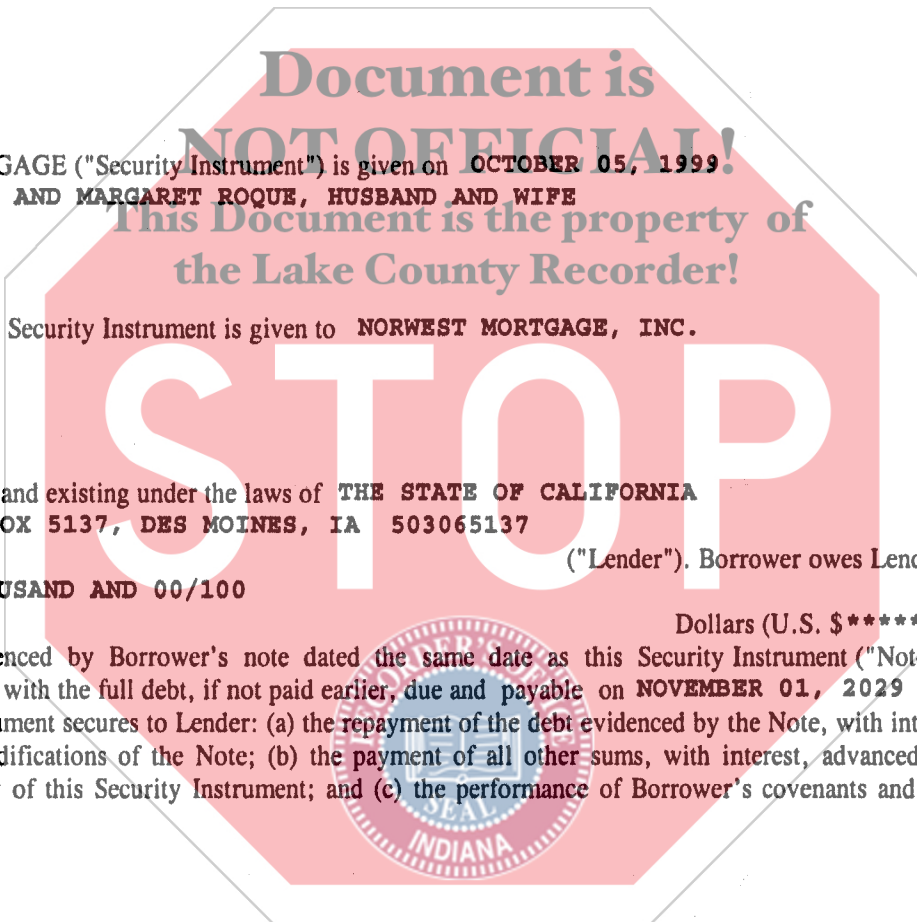 Document is
NOT OFFICIAL!
GAGE ("Security Instrument") is given on OCTOBER 05, 1999
AND MARGARET ROQUE, HUSBAND AND WIFE
This Document is the property of
the Lake County Recorder!
Security Instrument is given to NORWEST MORTGAGE, INC.
STOP
and existing under the laws of THE STATE OF CALIFORNIA
OX 5137, DES MOINES, IA 503065137
("Lender"). Borrower owes Lend
USAND AND 00/100
Dollars (U.S. $*****
enced by Borrower's note dated the same date as this Security Instrument ("Not
with the full debt, if not paid earlier, due and payable on NOVEMBER 01, 2029
ument secures to Lender: (a) the repayment of the debt evidenced by the Note, with int
difications of the Note; (b) the payment of all other sums, with interest, advanced
of this Security Instrument; and (c) the performance of Borrower's covenants and
RECORDER'S OFFICE
SEAL
INDIANA